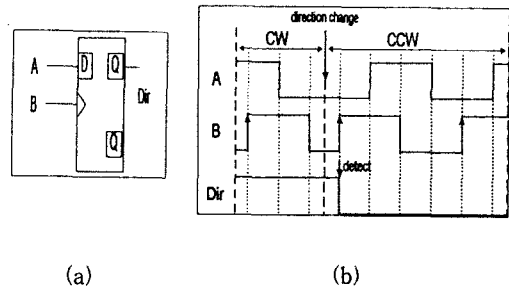 A
D
Q
B
Dir
Q
direction change
CW
CCW
A
B
detect
Dir
(a)
(b)